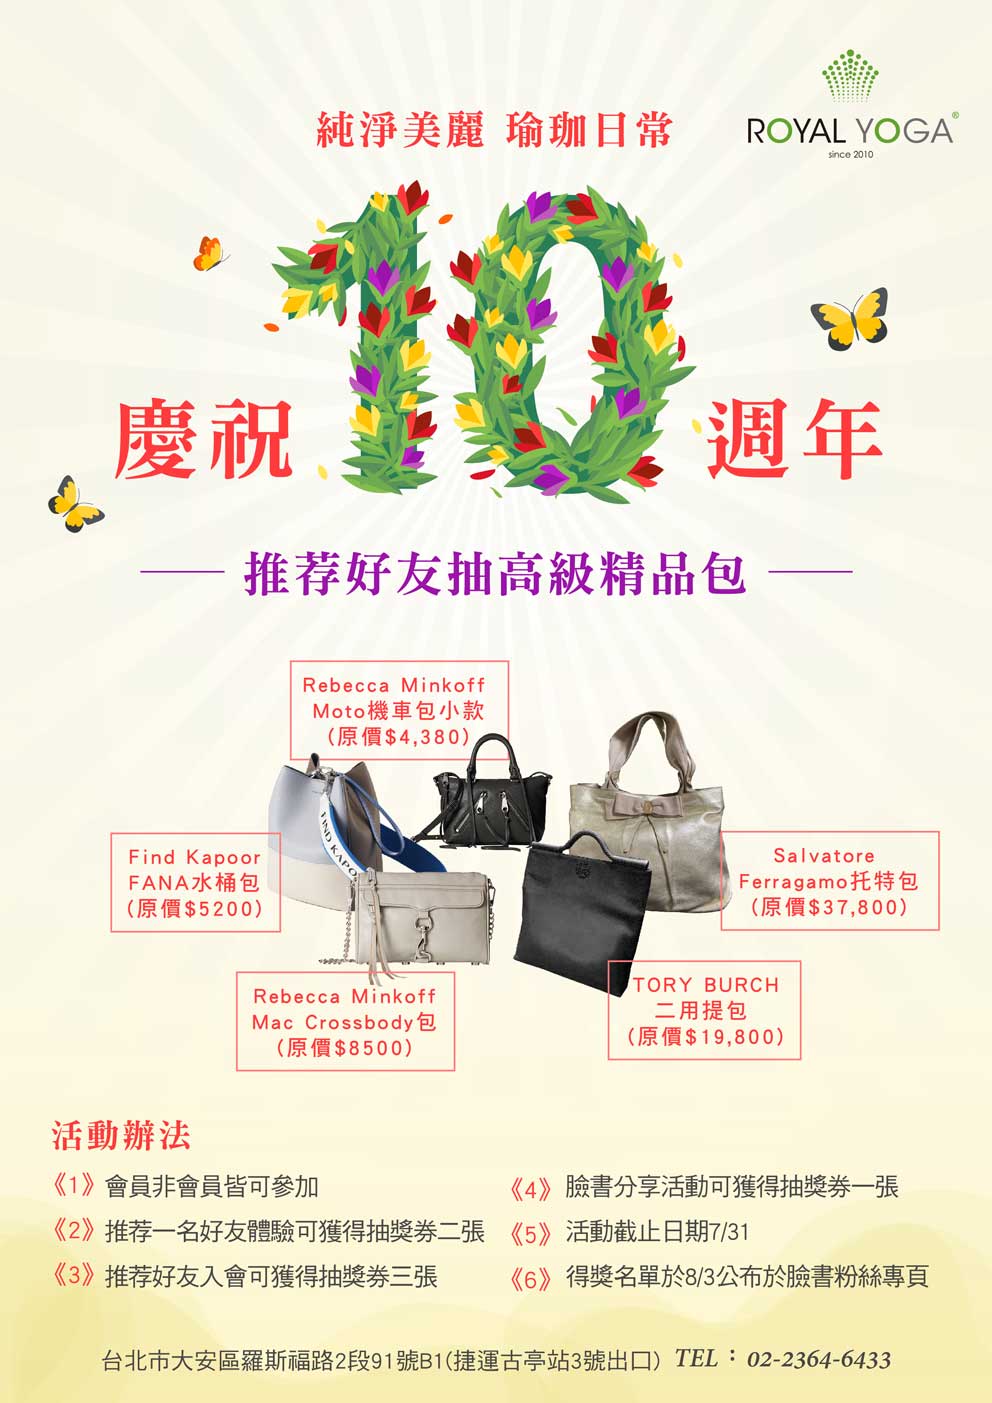 ROYAL YOGA®
since 2010
純淨美麗 瑜珈日常
10
慶祝 週年
推荐好友抽高級精品包
Rebecca Minkoff
Moto機車包小款
(原價$4,380)
Find Kapoor
FANA水桶包
(原價$5200)
FIND KAPO
Salvatore
Ferragamo托特包
(原價$37,800)
Rebecca Minkoff
Mac Crossbody包
(原價$8500)
TORY BURCH
二用提包
(原價$19,800)
活動辦法
《1》 會員非會員皆可參加
《2》 推荐一名好友體驗可獲得抽獎券二張
《3》 推荐好友入會可獲得抽獎券三張
《4》 臉書分享活動可獲得抽獎券一張
《5》 活動截止日期7/31
《6》 得獎名單於8/3公布於臉書粉絲專頁
台北市大安區羅斯福路2段91號B1(捷運古亭站3號出口) TEL：02-2364-6433